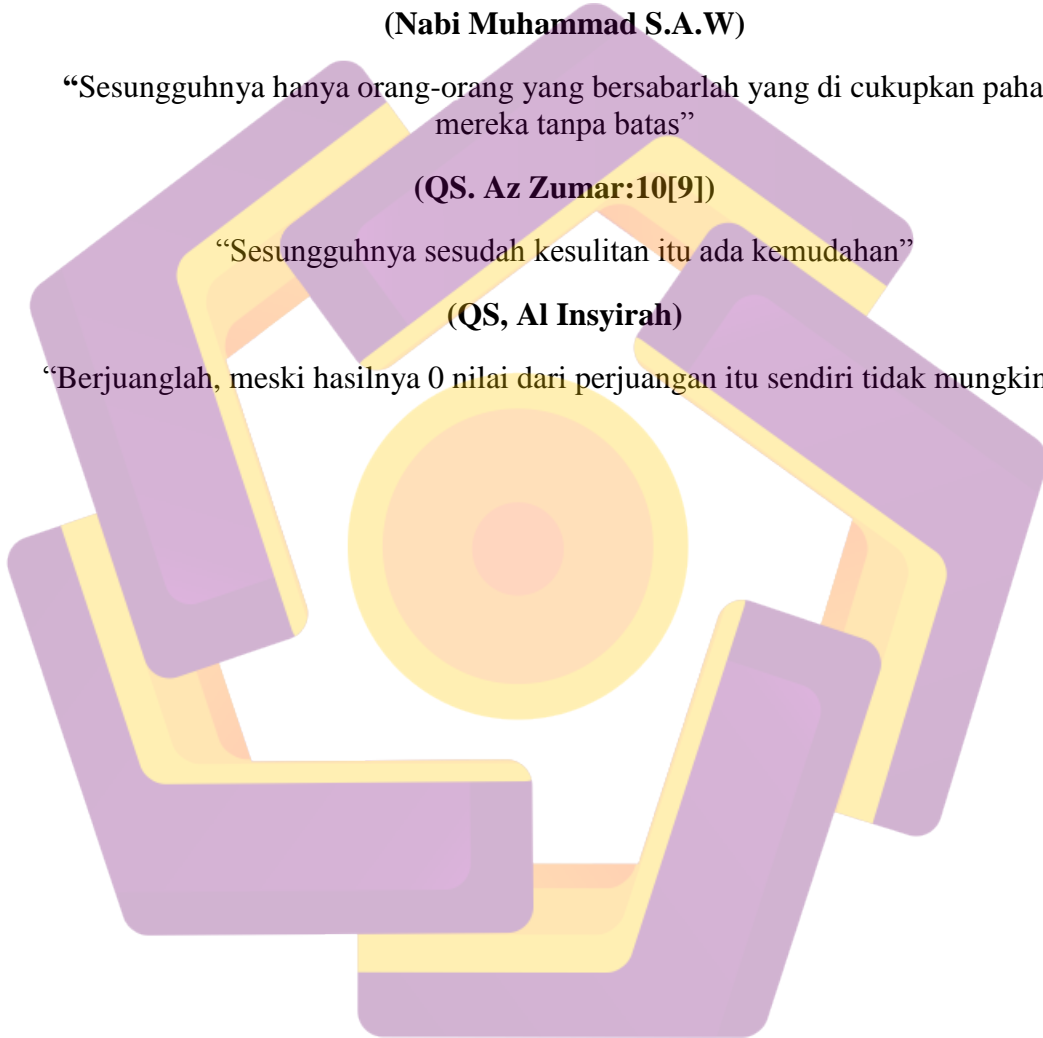 (Nabi Muhammad S.A.W)
“Sesungguhnya hanya orang-orang yang bersabarlah yang di cukupkan paha
mereka tanpa batas”
(QS. Az Zumar:10[9])
“Sesungguhnya sesudah kesulitan itu ada kemudahan”
(QS, Al Insyirah)
“Berjuanglah, meski hasilnya 0 nilai dari perjuangan itu sendiri tidak mungkin